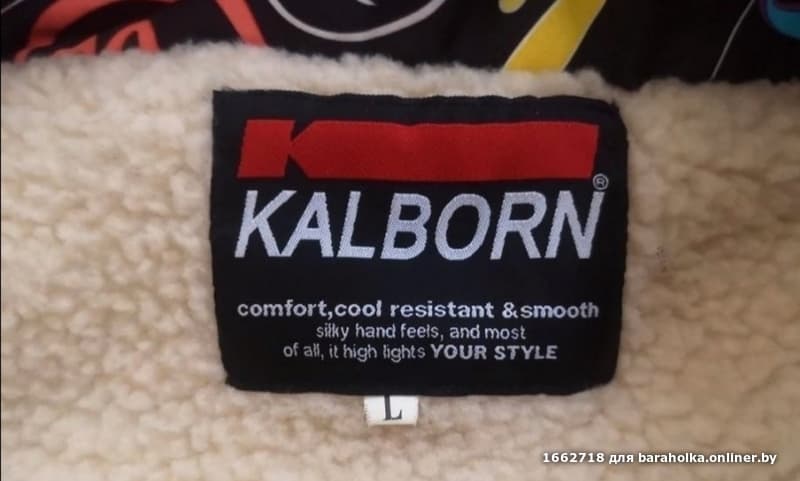 KALBORN®
comfort,cool resistant & smooth
silky hand feels, and most
of all, it high lights YOUR STYLE
L
1662718 для baraholka.onliner.by